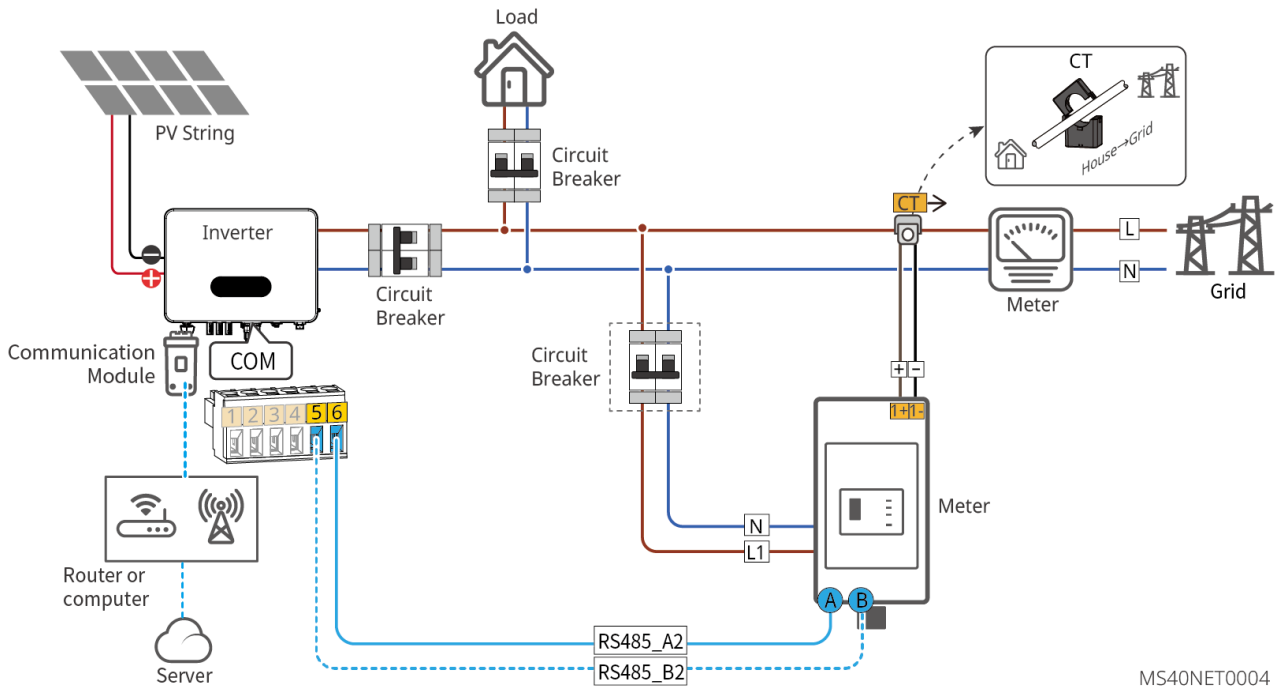 Load
CT
House→Grid
PV String
Circuit
Breaker
CT
Inverter
L
N
Grid
Meter
Circuit
Breaker
−
+
Communication
Module
COM
Circuit
Breaker
+ −
1 2 3 4 5 6
1+ 1-
Meter
N
L1
Router or
computer
A B
RS485_A2
RS485_B2
Server
MS40NET0004